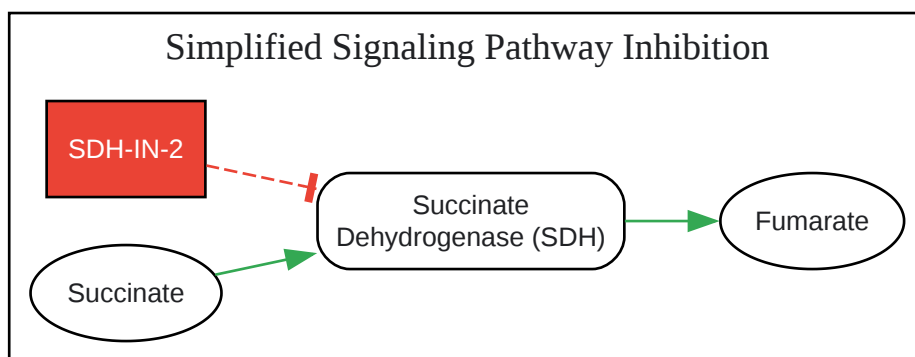 Simplified Signaling Pathway Inhibition
SDH-IN-2
Succinate
Dehydrogenase (SDH)
Fumarate
Succinate